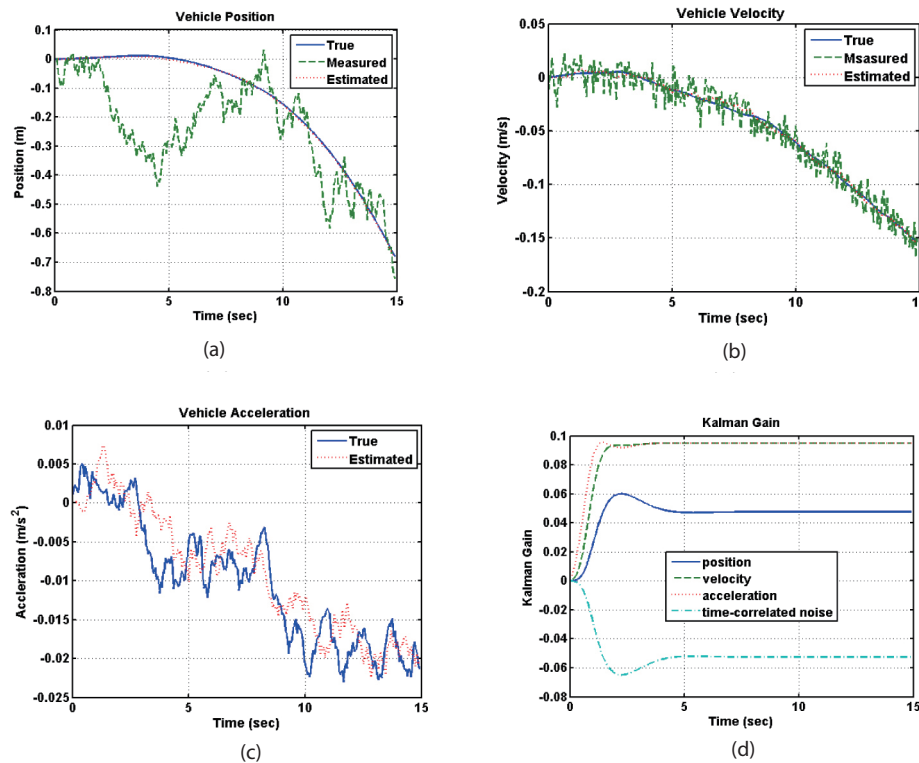 Vehicle Position
0.1
0
-0.1
-0.2
-0.3
-0.4
-0.5
-0.6
-0.7
-0.8
Position (m)
True
Measured
Estimated
0 5 10 15
Time (sec)
(a)
Vehicle Velocity
0.05
0
-0.05
-0.1
-0.15
-0.2
Velocity (m/s)
True
Msasured
Estimated
0 5 10 1
Time (sec)
(b)
Vehicle Acceleration
0.01
0.005
0
-0.005
-0.01
-0.015
-0.02
-0.025
Accleration (m/s²)
True
Estimated
0 5 10 15
Time (sec)
(c)
Kalman Gain
0.1
0.08
0.06
0.04
0.02
0
-0.02
-0.04
-0.06
-0.08
Kalman Gain
position
velocity
acceleration
time-correlated noise
0 5 10 15
Time (sec)
(d)